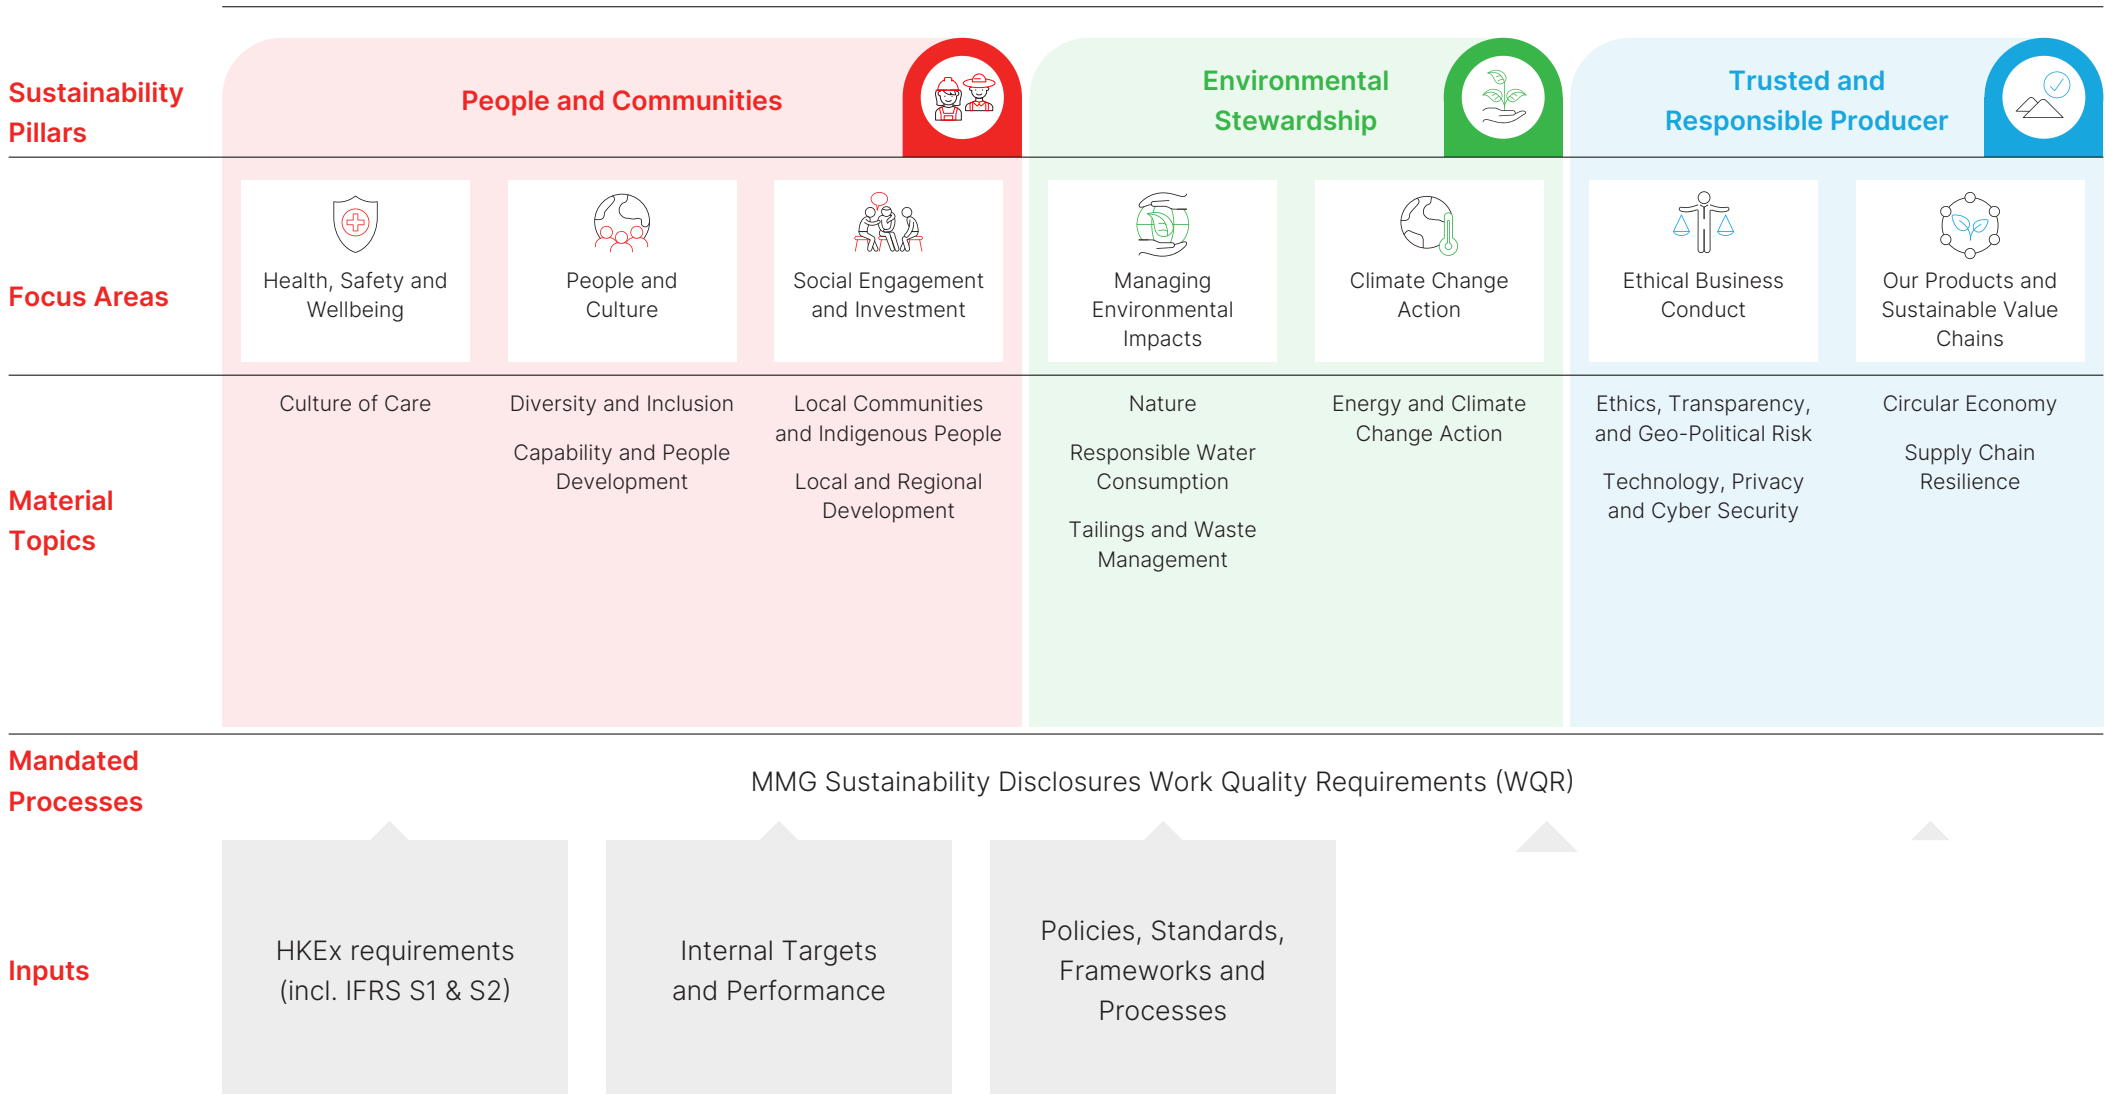 Sustainability
Pillars
People and Communities
Environmental
Stewardship
Trusted and
Responsible Producer
Focus Areas
Health, Safety and
Wellbeing
People and
Culture
Social Engagement
and Investment
Managing
Environmental
Impacts
Climate Change
Action
Ethical Business
Conduct
Our Products and
Sustainable Value
Chains
Material
Topics
Culture of Care
Diversity and Inclusion
Capability and People
Development
Local Communities
and Indigenous People
Local and Regional
Development
Nature
Responsible Water
Consumption
Tailings and Waste
Management
Energy and Climate
Change Action
Ethics, Transparency,
and Geo-Political Risk
Technology, Privacy
and Cyber Security
Circular Economy
Supply Chain
Resilience
Mandated
Processes
MMG Sustainability Disclosures Work Quality Requirements (WQR)
Inputs
HKEx requirements
(incl. IFRS S1 & S2)
Internal Targets
and Performance
Policies, Standards,
Frameworks and
Processes